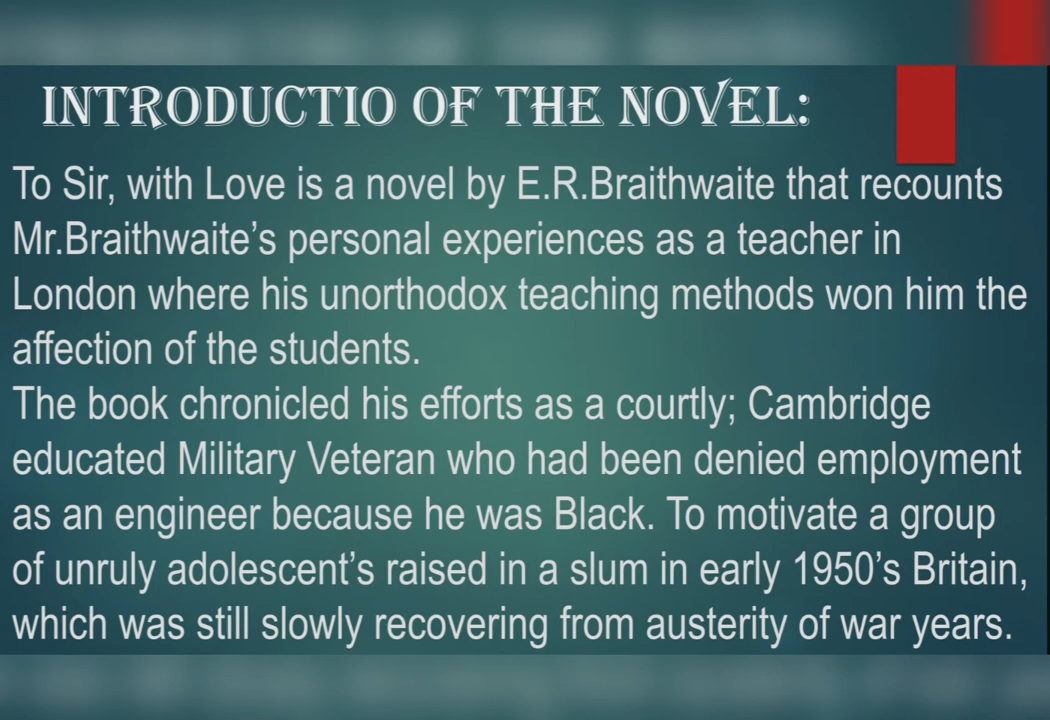 INTRODUCTIO OF THE NOVEL:
To Sir, with Love is a novel by E.R.Braithwaite that recounts
Mr.Braithwaite’s personal experiences as a teacher in
London where his unorthodox teaching methods won him the
affection of the students.
The book chronicled his efforts as a courtly; Cambridge
educated Military Veteran who had been denied employment
as an engineer because he was Black. To motivate a group
of unruly adolescent’s raised in a slum in early 1950’s Britain,
which was still slowly recovering from austerity of war years.